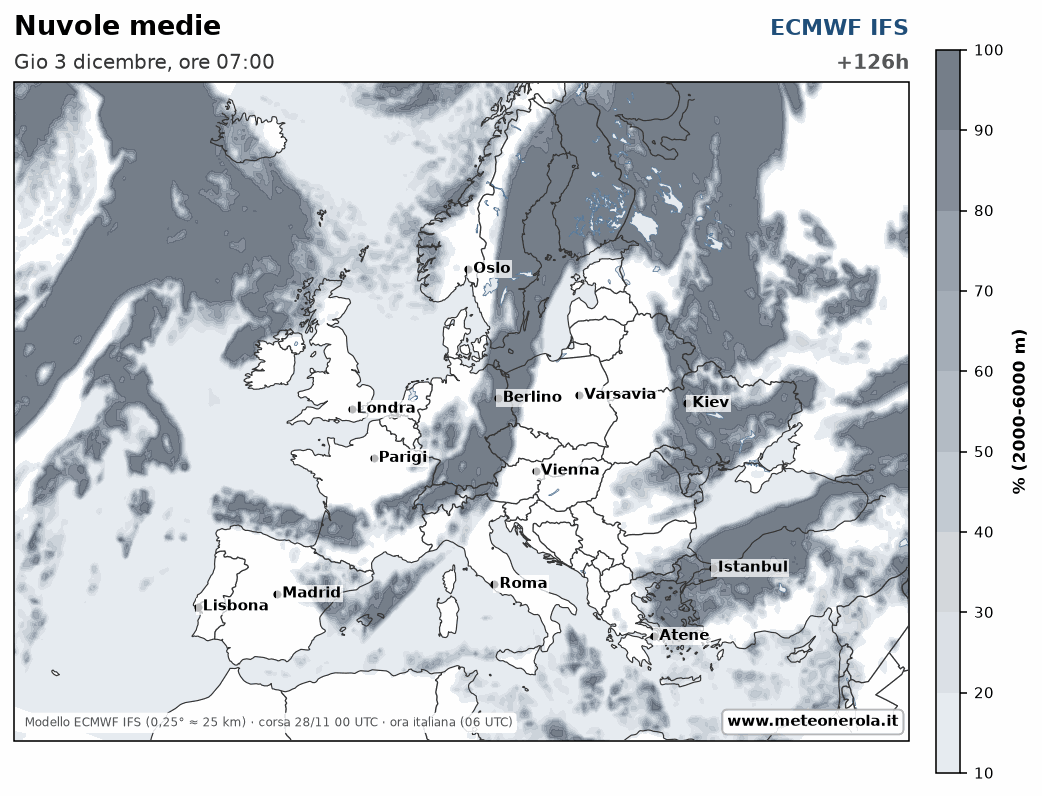 Nuvole medie
ECMWF IFS
Gio 3 dicembre, ore 07:00
+126h
100
90
80
70
60
50
40
30
20
10
% (2000-6000 m)
Oslo
Berlino
Varsavia
Kiev
Londra
Parigi
Vienna
Istanbul
Roma
Madrid
Lisbona
Atene
Modello ECMWF IFS (0,25° ≈ 25 km) · corsa 28/11 00 UTC · ora italiana (06 UTC)
www.meteonerola.it